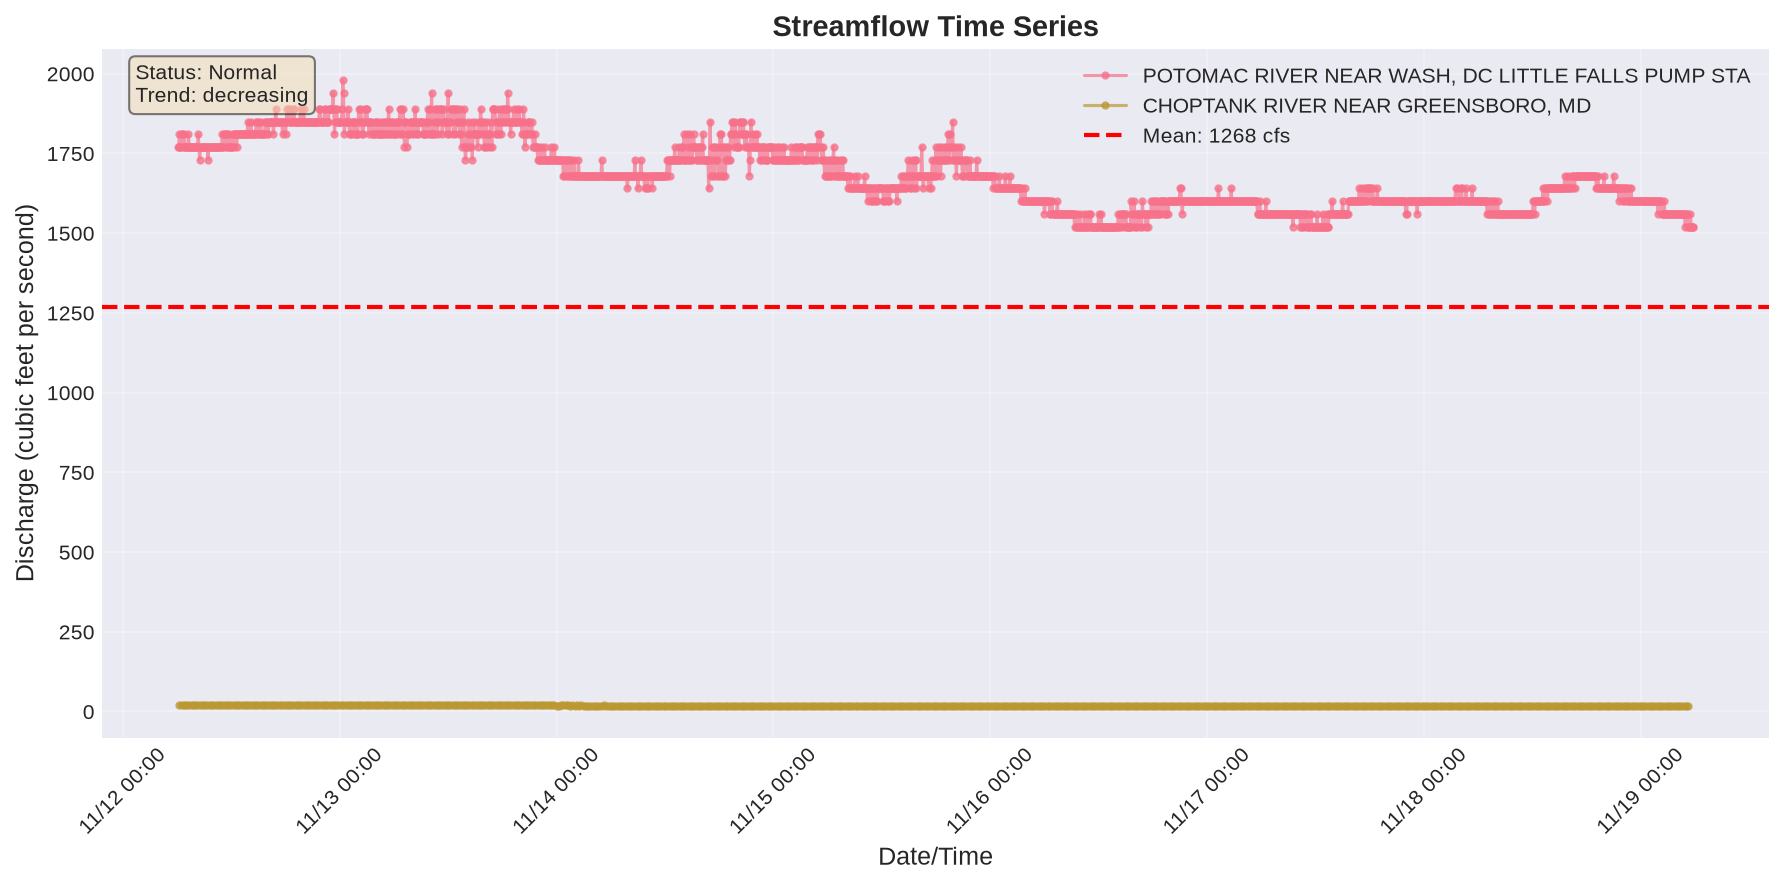 Streamflow Time Series
Status: Normal
Trend: decreasing
POTOMAC RIVER NEAR WASH, DC LITTLE FALLS PUMP STA
CHOPTANK RIVER NEAR GREENSBORO, MD
Mean: 1268 cfs
Discharge (cubic feet per second)
2000
1750
1500
1250
1000
750
500
250
0
11/12 00:00
11/13 00:00
11/14 00:00
11/15 00:00
11/16 00:00
11/17 00:00
11/18 00:00
11/19 00:00
Date/Time